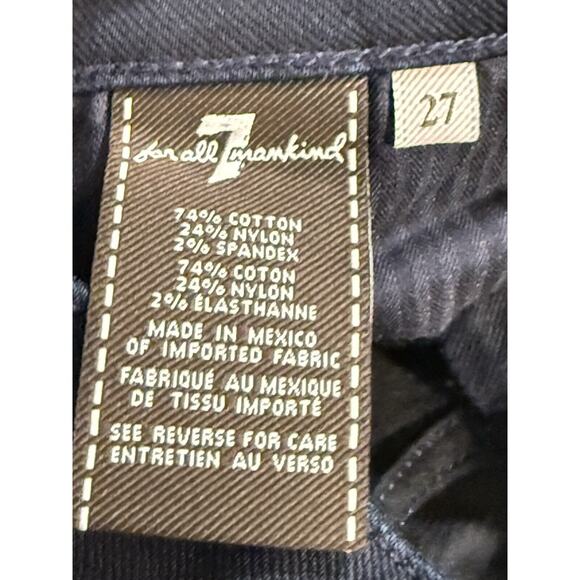 7
for all mankind
27
74% COTTON
24% NYLON
2% SPANDEX
74% COTON
24% NYLON
2% ELASTHANNE
MADE IN MEXICO
OF IMPORTED FABRIC
FABRIQUÉ AU MEXIQUE
DE TISSU IMPORTÉ
SEE REVERSE FOR CARE
ENTRETIEN AU VERSO